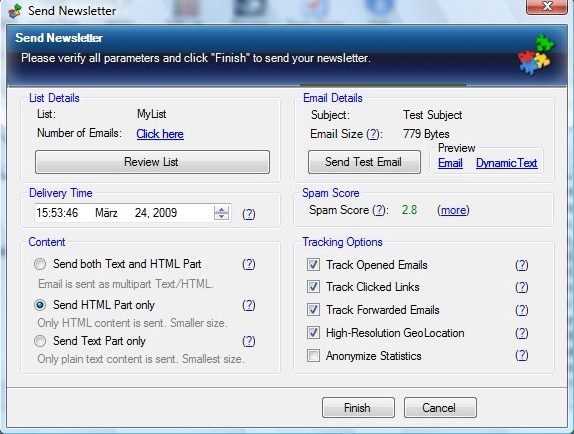 Send Newsletter
Send Newsletter
Please verify all parameters and click "Finish" to send your newsletter.
List Details
List: MyList
Number of Emails: Click here
Review List
Email Details
Subject: Test Subject
Email Size (?): 779 Bytes
Send Test Email
Preview
Email DynamicText
Delivery Time
15:53:46 März 24, 2009 (?)
Spam Score
Spam Score (?): 2.8 (more)
Content
Send both Text and HTML Part (?)
Email is sent as multipart Text/HTML.
Send HTML Part only (?)
Only HTML content is sent. Smaller size.
Send Text Part only (?)
Only plain text content is sent. Smallest size.
Tracking Options
Track Opened Emails (?)
Track Clicked Links (?)
Track Forwarded Emails (?)
High-Resolution GeoLocation (?)
Anonymize Statistics (?)
Finish Cancel